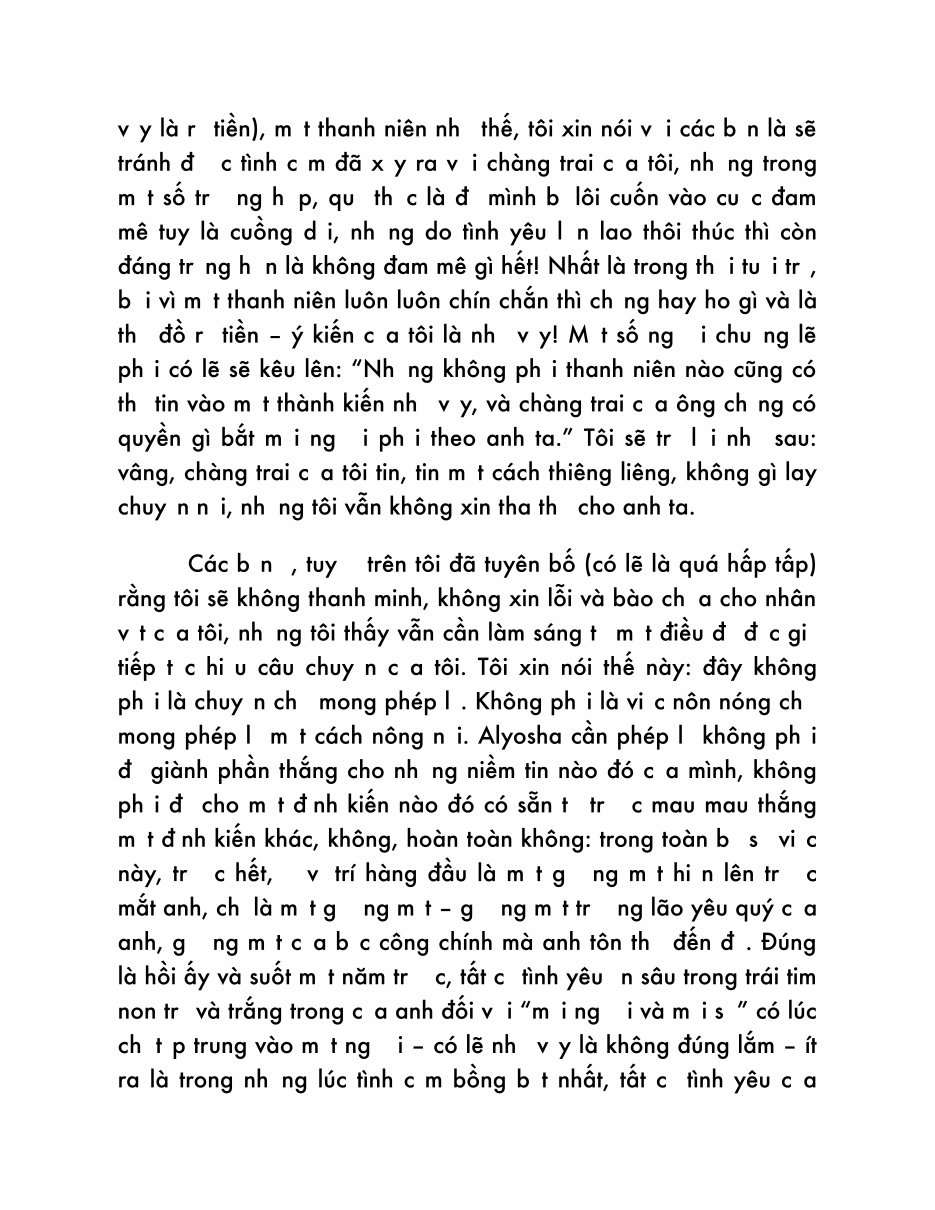 v y là r tiền), m t thanh niên nh thế, tôi xin nói v i các b n là sẽ
tránh đ c tình c m đã x y ra v i chàng trai c a tôi, nh ng trong
m t số tr ng h p, qu th c là đ mình b lôi cuốn vào cu c đam
mê tuy là cuồng d i, nh ng do tình yêu l n lao thôi thúc thì còn
đáng tr ng h n là không đam mê gì hết! Nhất là trong th i tu i tr ,
b i vì m t thanh niên luôn luôn chín chắn thì ch ng hay ho gì và là
th đồ r tiền – ý kiến c a tôi là nh v y! M t số ng i chu ng lẽ
ph i có lẽ sẽ kêu lên: “Nh ng không ph i thanh niên nào cũng có
th tin vào m t thành kiến nh v y, và chàng trai c a ông ch ng có
quyền gì bắt m i ng i ph i theo anh ta.” Tôi sẽ tr l i nh sau:
vâng, chàng trai c a tôi tin, tin m t cách thiêng liêng, không gì lay
chuy n n i, nh ng tôi vẫn không xin tha th cho anh ta.
Các b n , tuy trên tôi đã tuyên bố (có lẽ là quá hấp tấp)
rằng tôi sẽ không thanh minh, không xin lỗi và bào ch a cho nhân
v t c a tôi, nh ng tôi thấy vẫn cần làm sáng t m t điều đ đ c gi
tiếp t c hi u câu chuy n c a tôi. Tôi xin nói thế này: đây không
ph i là chuy n ch mong phép l . Không ph i là vi c nôn nóng ch
mong phép l m t cách nông n i. Alyosha cần phép l không ph i
đ giành phần thắng cho nh ng niềm tin nào đó c a mình, không
ph i đ cho m t đ nh kiến nào đó có sẵn t tr c mau mau thắng
m t đ nh kiến khác, không, hoàn toàn không: trong toàn b s vi c
này, tr c hết, v trí hàng đầu là m t g ng m t hi n lên tr c
mắt anh, ch là m t g ng m t – g ng m t tr ng lão yêu quý c a
anh, g ng m t c a b c công chính mà anh tôn th đến đ . Đúng
là hồi ấy và suốt m t năm tr c, tất c tình yêu n sâu trong trái tim
non tr và trắng trong c a anh đối v i “m i ng i và m i s ” có lúc
ch t p trung vào m t ng i – có lẽ nh v y là không đúng lắm – ít
ra là trong nh ng lúc tình c m bồng b t nhất, tất c tình yêu c a